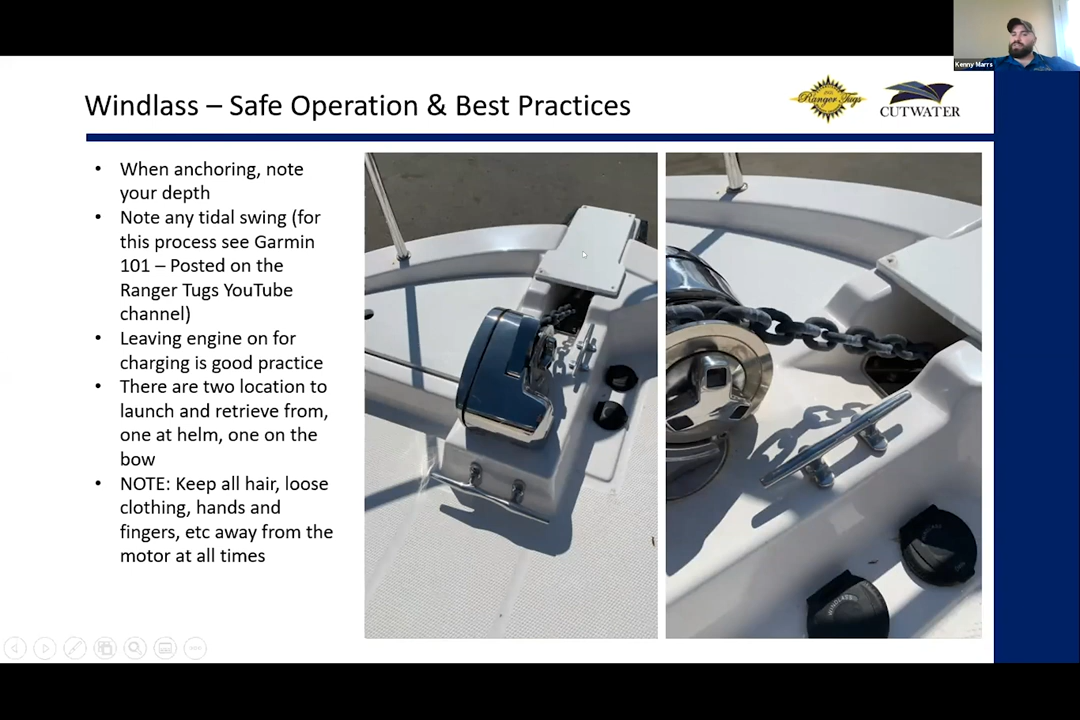 Kenny Marrs
Windlass – Safe Operation & Best Practices
Ranger Tugs
CUTWATER
• When anchoring, note
your depth
• Note any tidal swing (for
this process see Garmin
101 – Posted on the
Ranger Tugs YouTube
channel)
• Leaving engine on for
charging is good practice
• There are two location to
launch and retrieve from,
one at helm, one on the
bow
• NOTE: Keep all hair, loose
clothing, hands and
fingers, etc away from the
motor at all times
WINDLASS